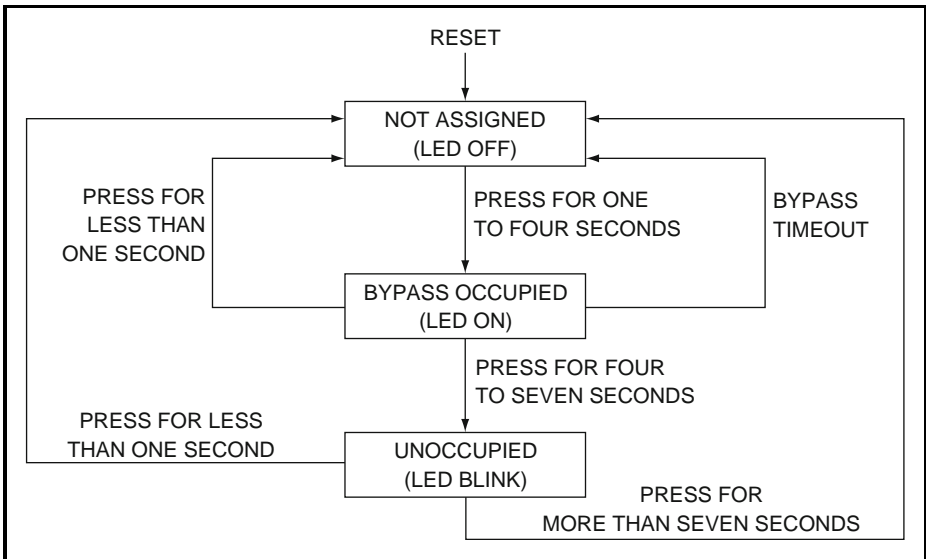 RESET
NOT ASSIGNED
(LED OFF)
PRESS FOR
LESS THAN
ONE SECOND
PRESS FOR ONE
TO FOUR SECONDS
BYPASS
TIMEOUT
BYPASS OCCUPIED
(LED ON)
PRESS FOR FOUR
TO SEVEN SECONDS
PRESS FOR LESS
THAN ONE SECOND
UNOCCUPIED
(LED BLINK)
PRESS FOR
MORE THAN SEVEN SECONDS